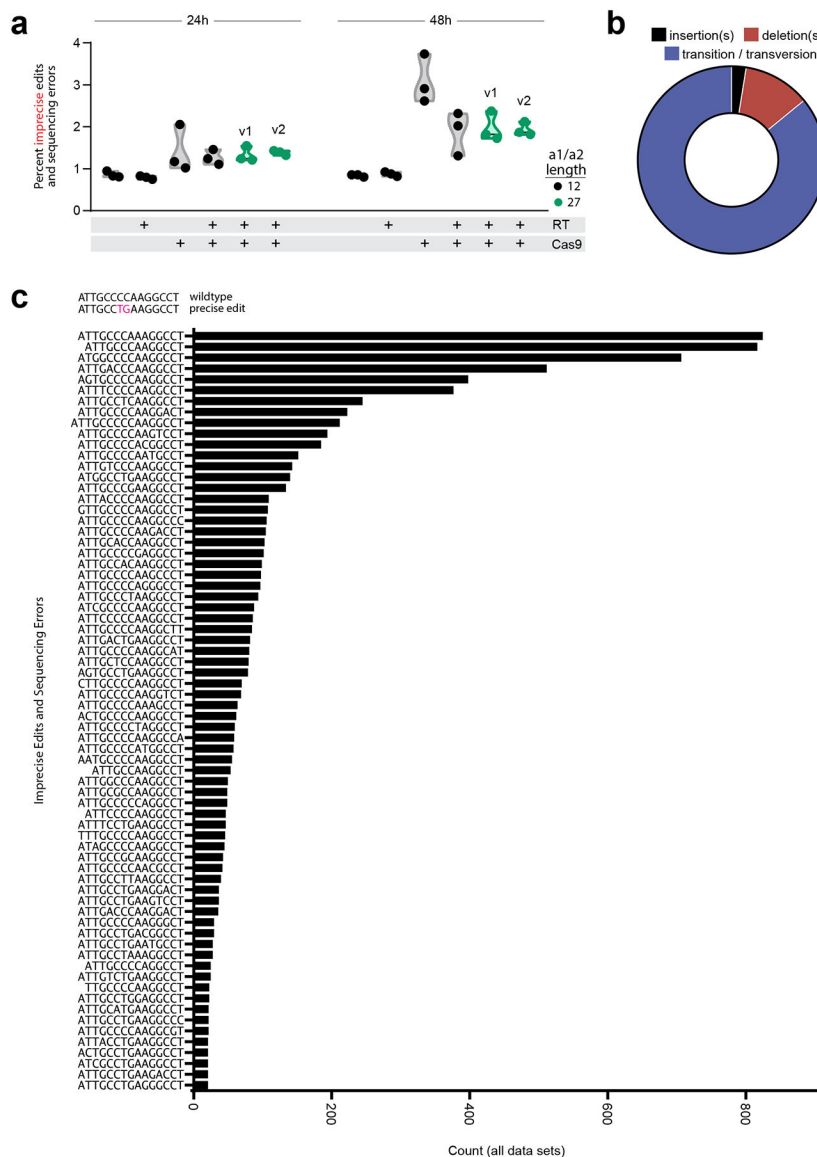 a
24h
48h
Percent imprecise edits
and sequencing errors
4
3
2
1
0
v1
v2
v1
v2
a1/a2
length
12
27
+ + + + + + + + RT
+ + + + + + + + Cas9
b
insertion(s) deletion(s
transition / transversion
c
ATTGCCCCAAGGCCT wildtype
ATTGCCTGAAGGCCT precise edit
Imprecise Edits and Sequencing Errors
ATTGCCCAAAGGCCT
ATTGCCCAAGGCCT
ATGGCCCCAAGGCCT
ATTGACCCAAGGCCT
AGTGCCCCAAGGCCT
ATTTCCCCAAGGCCT
ATTGCCTCAAGGCCT
ATTGCCCCAAGGACT
ATTGCCCCCAAGGCCT
ATTGCCCCAAGTCCT
ATTGCCCCACGGCCT
ATTGCCCCAATGCCT
ATTGTCCCAAGGCCT
ATGGCCTGAAGGCCT
ATTGCCCGAAGGCCT
ATTACCCCAAGGCCT
GTTGCCCCAAGGCCT
ATTGCCCCAAGGCCC
ATTGCCCCAAGACCT
ATTGCACCAAGGCCT
ATTGCCCCGAGGCCT
ATTGCCACAAGGCCT
ATTGCCCCAAGCCCT
ATTGCCCCAGGGCCT
ATTGCCCTAAGGCCT
ATCGCCCCAAGGCCT
ATTCCCCCAAGGCCT
ATTGCCCCAAGGCTT
ATTGACTGAAGGCCT
ATTGCCCCAAGGCAT
ATTGCTCCAAGGCCT
AGTGCCTGAAGGCCT
CTTGCCCCAAGGCCT
ATTGCCCCAAGGTCT
ATTGCCCCAAAGCCT
ACTGCCCCAAGGCCT
ATTGCCCCTAGGCCT
ATTGCCCCAAGGCCA
ATTGCCCCATGGCCT
AATGCCCCAAGGCCT
ATTGCCAAGGCCT
ATTGGCCCAAGGCCT
ATTGCGCCAAGGCCT
ATTGCCCCCAGGCCT
ATTCCCCAAGGCCT
ATTTCCTGAAGGCCT
TTTGCCCCAAGGCCT
ATAGCCCCAAGGCCT
ATTGCCGCAAGGCCT
ATTGCCCCAACGCCT
ATTGCCTTAAGGCCT
ATTGCCTGAAGGACT
ATTGCCTGAAGTCCT
ATTGACCCAAGGACT
ATTGCCCCAAGGGCT
ATTGCCTGACGGCCT
ATTGCCTGAATGCCT
ATTGCCTAAAGGCCT
ATTGCCCCAGGCCT
ATTGTCTGAAGGCCT
TTGCCCCAAGGCCT
ATTGCCTGGAGGCCT
ATTGCATGAAGGCCT
ATTGCCTGAAGGCCC
ATTGCCCCAAGGCGT
ATTACCTGAAGGCCT
ACTGCCTGAAGGCCT
ATCGCCTGAAGGCCT
ATTGCCTGAAGACCT
ATTGCCTGAGGGCCT
0 200 400 600 800
Count (all data sets)